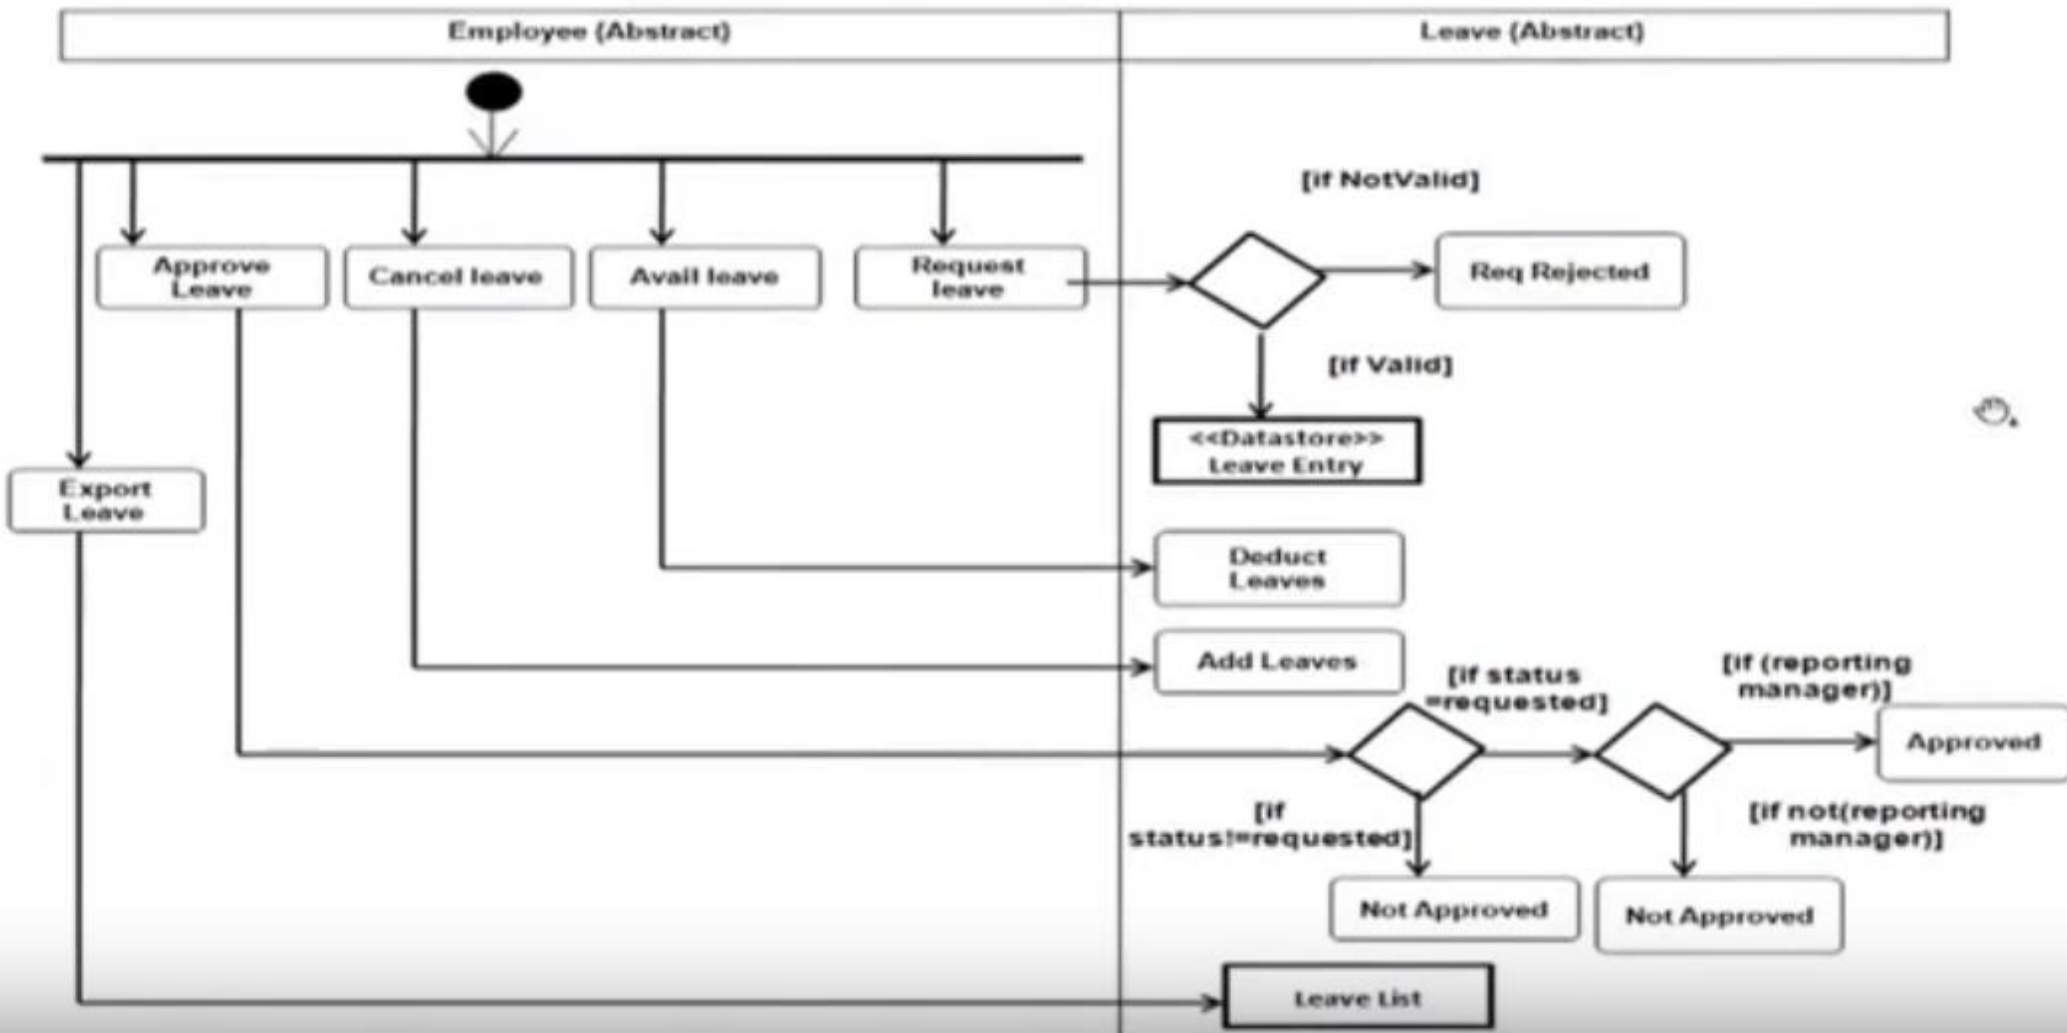 Employee (Abstract)
Leave (Abstract)
[if NotValid]
Approve
Leave
Cancel leave
Avail leave
Request
leave
Req Rejected
[if Valid]
<<Datastore>>
Leave Entry
Export
Leave
Deduct
Leaves
Add Leaves
[if status
=requested]
[if (reporting
manager)]
Approved
[if
status!=requested]
[if not(reporting
manager)]
Not Approved
Not Approved
Leave List